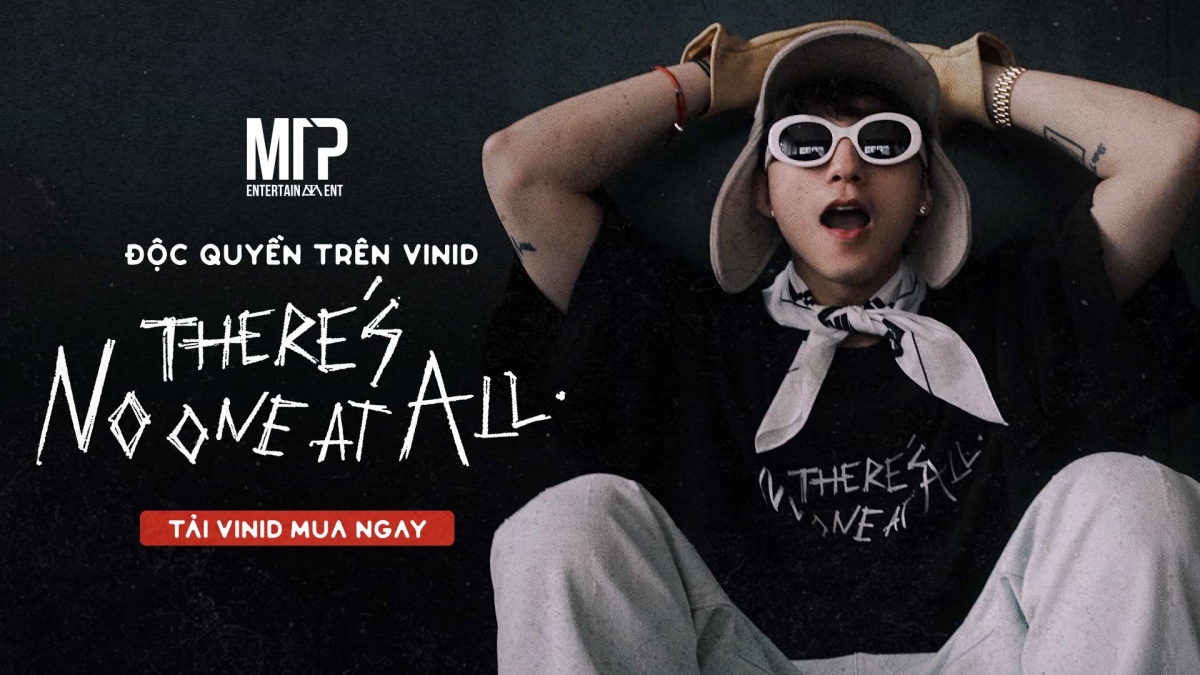 MTP
ENTERTAINMENT
ĐỘC QUYỀN TRÊN VINID
THERE'S
NO ONE AT ALL.
TẢI VINID MUA NGAY
THERE'S
NO ONE AT ALL.